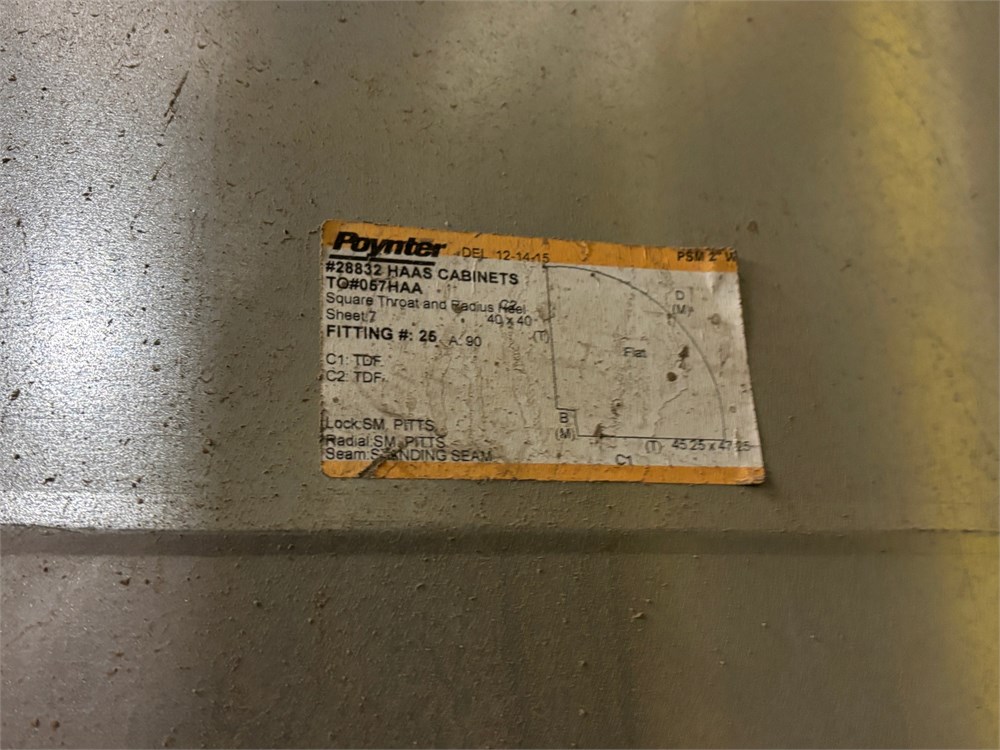 Poynter DEL 12-14-15 PSM 2" W
#28832 HAAS CABINETS
TO#057HAA
Square Throat and Radius Heel
Sheet 7
FITTING #: 25 A: 90
C1: TDF
C2: TDF
Lock:SM. PITTS
Radial:SM. PITTS
Seam:STANDING SEAM
C2
40 x 40
(T)
D
(M)
Flat
B
(M)
(T) 45.25 x 47.25
C1